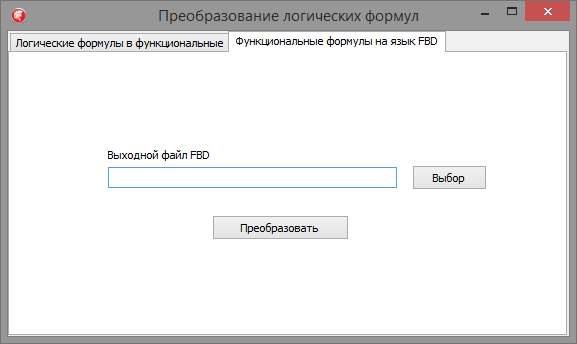 Преобразование логических формул
Логические формулы в функциональные
Функциональные формулы на язык FBD
Выходной файл FBD
Выбор
Преобразовать